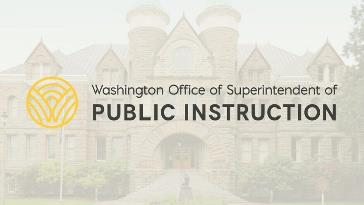 Washington Office of Superintendent of
PUBLIC INSTRUCTION